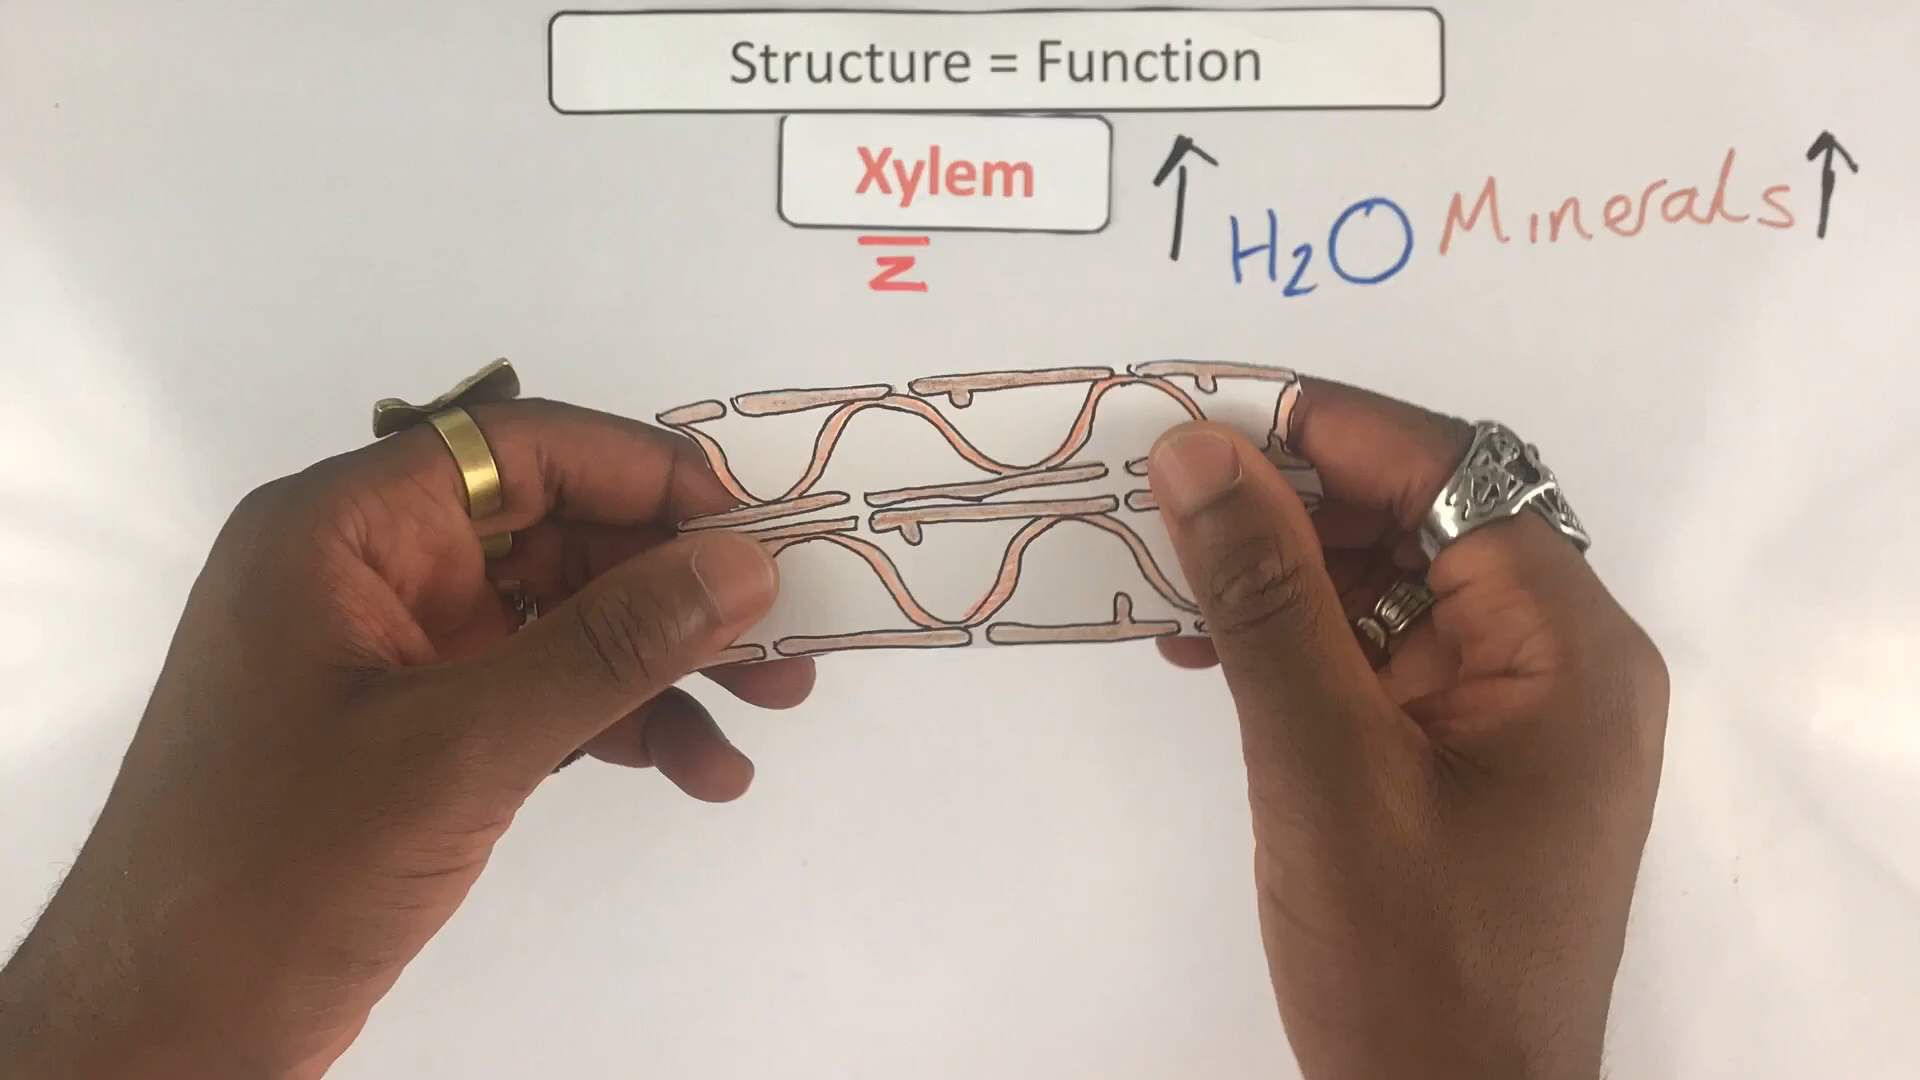 Structure = Function
Xylem
↑ H₂O Minerals ↑